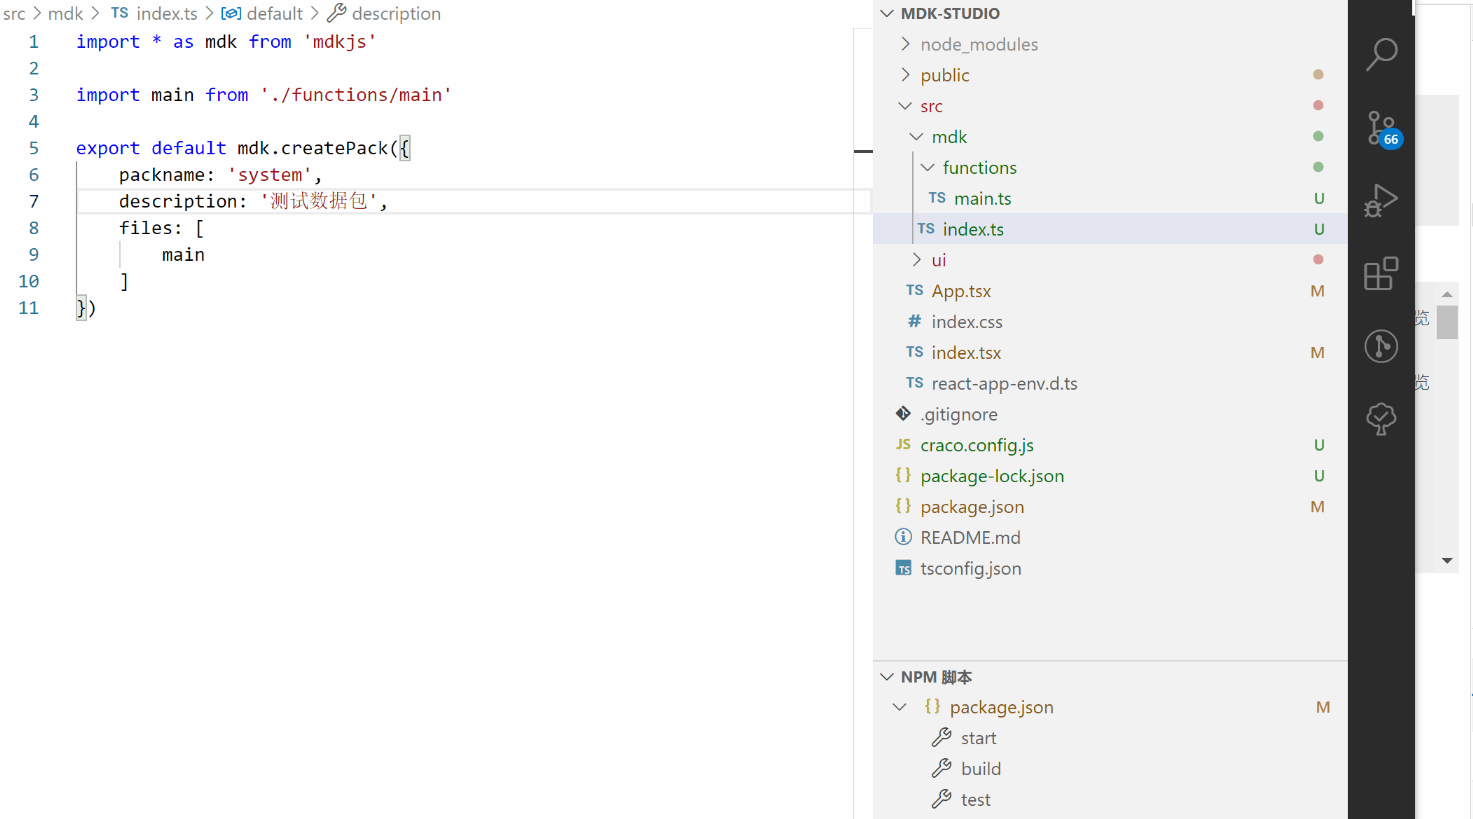 src > mdk > TS index.ts > default > description
1 import * as mdk from 'mdkjs'
2
3 import main from './functions/main'
4
5 export default mdk.createPack({
6 packname: 'system',
7 description: '测试数据包',
8 files: [
9 main
10 ]
11 })
MDK-STUDIO
node_modules
public
src
mdk
functions
TS main.ts U
TS index.ts U
ui
TS App.tsx M
# index.css
TS index.tsx M
TS react-app-env.d.ts
.gitignore
JS craco.config.js U
{} package-lock.json U
{} package.json M
README.md
TS tsconfig.json
NPM 脚本
{} package.json M
start
build
test
66
览
览